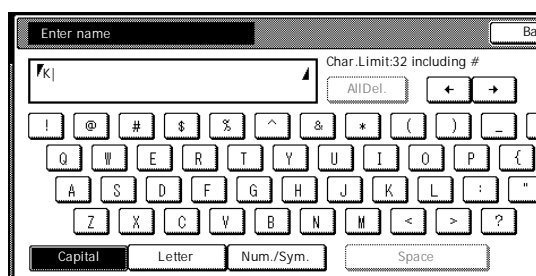 Enter name
Ba
K|
Char.Limit:32 including #
AllDel.
← →
! @ # $ % ^ & * ( ) _
Q W E R T Y U I O P {
A S D F G H J K L : "
Z X C V B N M < > ?
Capital Letter Num./Sym. Space